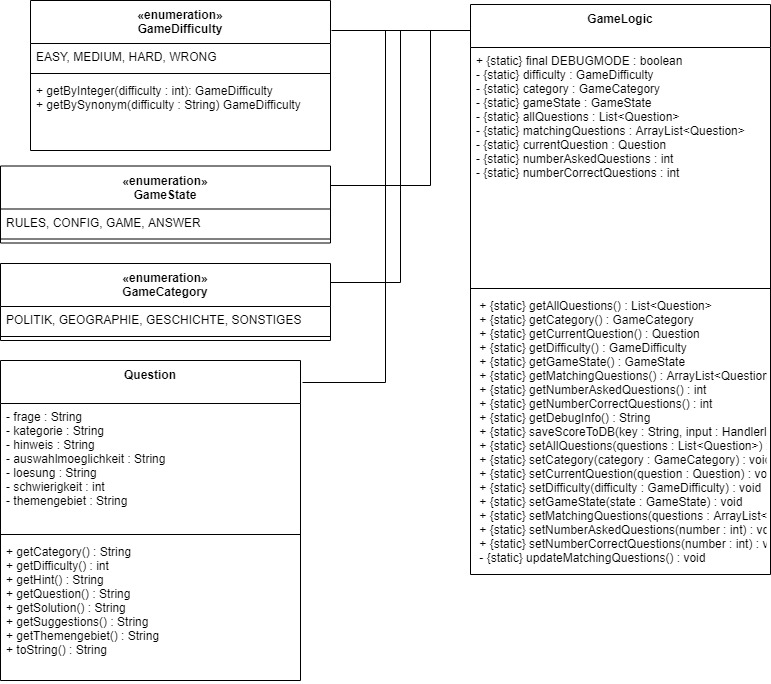 «enumeration»
GameDifficulty
EASY, MEDIUM, HARD, WRONG
+ getByInteger(difficulty : int): GameDifficulty
+ getBySynonym(difficulty : String) GameDifficulty
«enumeration»
GameState
RULES, CONFIG, GAME, ANSWER
«enumeration»
GameCategory
POLITIK, GEOGRAPHIE, GESCHICHTE, SONSTIGES
Question
- frage : String
- kategorie : String
- hinweis : String
- auswahlmoeglichkeit : String
- loesung : String
- schwierigkeit : int
- themengebiet : String
+ getCategory() : String
+ getDifficulty() : int
+ getHint() : String
+ getQuestion() : String
+ getSolution() : String
+ getSuggestions() : String
+ getThemengebiet() : String
+ toString() : String
GameLogic
+ {static} final DEBUGMODE : boolean
- {static} difficulty : GameDifficulty
- {static} category : GameCategory
- {static} gameState : GameState
- {static} allQuestions : List<Question>
- {static} matchingQuestions : ArrayList<Question>
- {static} currentQuestion : Question
- {static} numberAskedQuestions : int
- {static} numberCorrectQuestions : int
+ {static} getAllQuestions() : List<Question>
+ {static} getCategory() : GameCategory
+ {static} getCurrentQuestion() : Question
+ {static} getDifficulty() : GameDifficulty
+ {static} getGameState() : GameState
+ {static} getMatchingQuestions() : ArrayList<Question
+ {static} getNumberAskedQuestions() : int
+ {static} getNumberCorrectQuestions() : int
+ {static} getDebugInfo() : String
+ {static} saveScoreToDB(key : String, input : Handler
+ {static} setAllQuestions(questions : List<Question>)
+ {static} setCategory(category : GameCategory) : voi
+ {static} setCurrentQuestion(question : Question) : vo
+ {static} setDifficulty(difficulty : GameDifficulty) : void
+ {static} setGameState(state : GameState) : void
+ {static} setMatchingQuestions(questions : ArrayList<
+ {static} setNumberAskedQuestions(number : int) : vo
+ {static} setNumberCorrectQuestions(number : int) : v
- {static} updateMatchingQuestions() : void